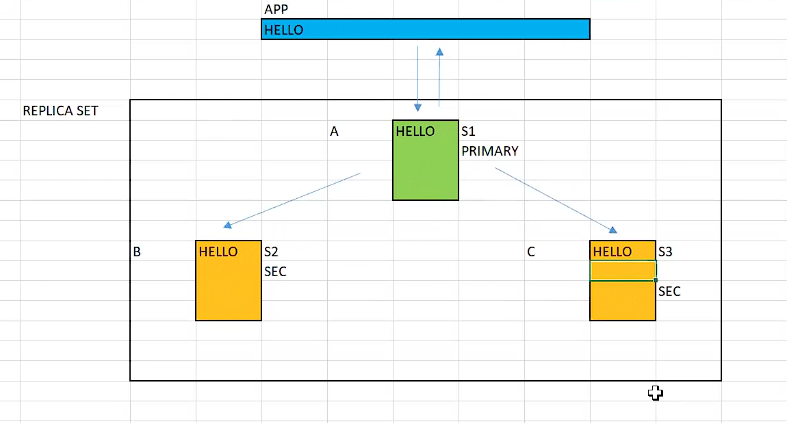 APP
HELLO
REPLICA SET
A
HELLO
S1
PRIMARY
B
HELLO
S2
SEC
C
HELLO
S3
SEC